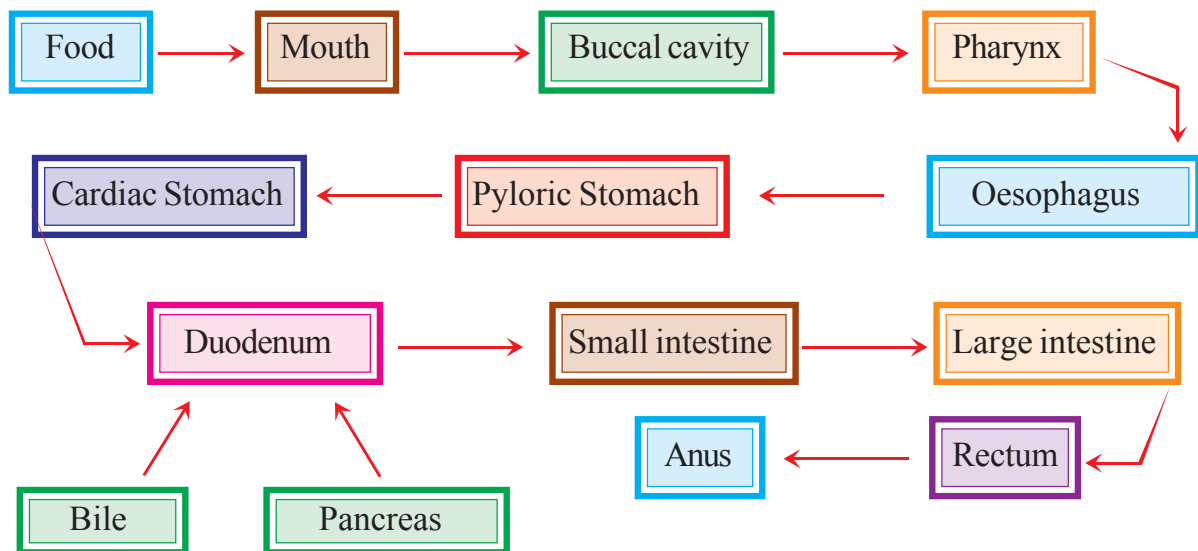 Food
Mouth
Buccal cavity
Pharynx
Cardiac Stomach
Pyloric Stomach
Oesophagus
Duodenum
Small intestine
Large intestine
Anus
Rectum
Bile
Pancreas